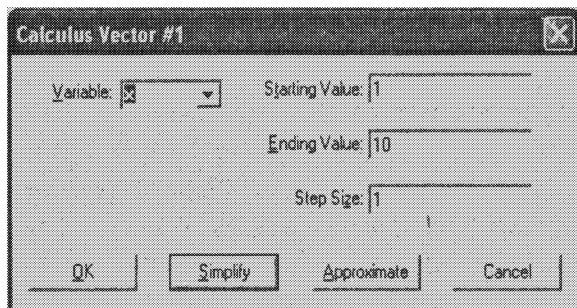 Calculus Vector #1
Variable: x Starting Value: 1
Ending Value: 10
Step Size: 1
OK Simplify Approximate Cancel